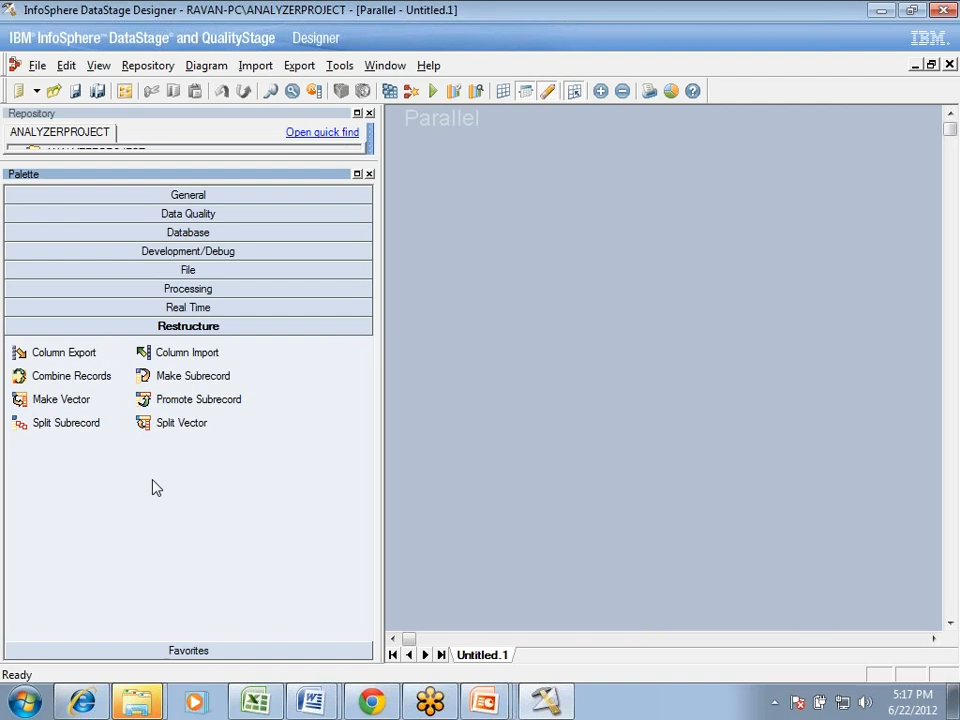 InfoSphere DataStage Designer - RAVAN-PC\ANALYZERPROJECT - [Parallel - Untitled.1]
IBM® InfoSphere™ DataStage® and QualityStage Designer
IBM.
File Edit View Repository Diagram Import Export Tools Window Help
Repository
ANALYZERPROJECT
Open quick find
Palette
General
Data Quality
Database
Development/Debug
File
Processing
Real Time
Restructure
Column Export Column Import
Combine Records Make Subrecord
Make Vector Promote Subrecord
Split Subrecord Split Vector
Favorites
Parallel
Untitled.1
Ready
5:17 PM
6/22/2012